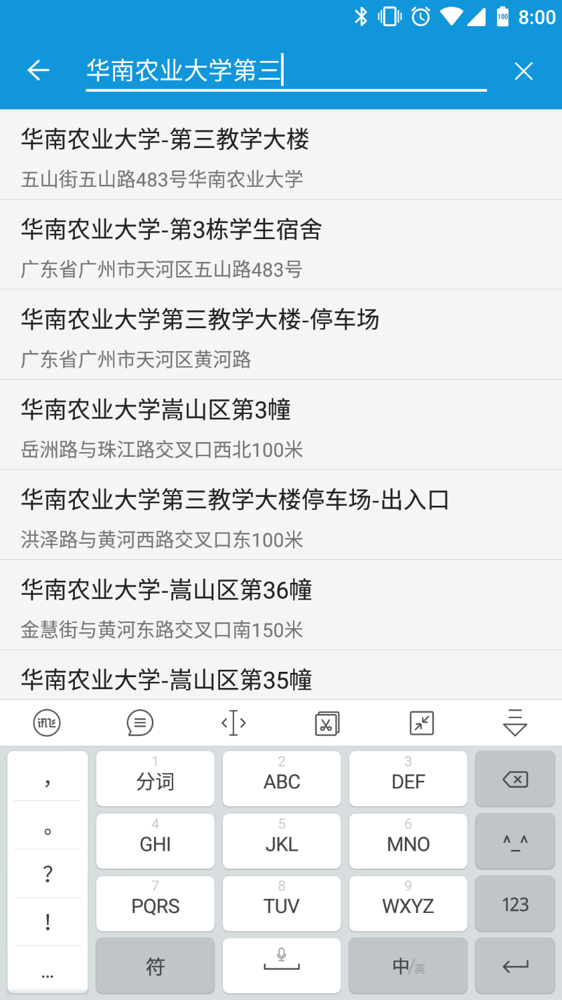 100 8:00
华南农业大学第三
华南农业大学-第三教学大楼
五山街五山路483号华南农业大学
华南农业大学-第3栋学生宿舍
广东省广州市天河区五山路483号
华南农业大学第三教学大楼-停车场
广东省广州市天河区黄河路
华南农业大学嵩山区第3幢
岳洲路与珠江路交叉口西北100米
华南农业大学第三教学大楼停车场-出入口
洪泽路与黄河西路交叉口东100米
华南农业大学-嵩山区第36幢
金慧街与黄河东路交叉口南150米
华南农业大学-嵩山区第35幢
， 1 分词 2 ABC 3 DEF
。 4 GHI 5 JKL 6 MNO ^_^
？ 7 PQRS 8 TUV 9 WXYZ 123
！
... 符 中/英